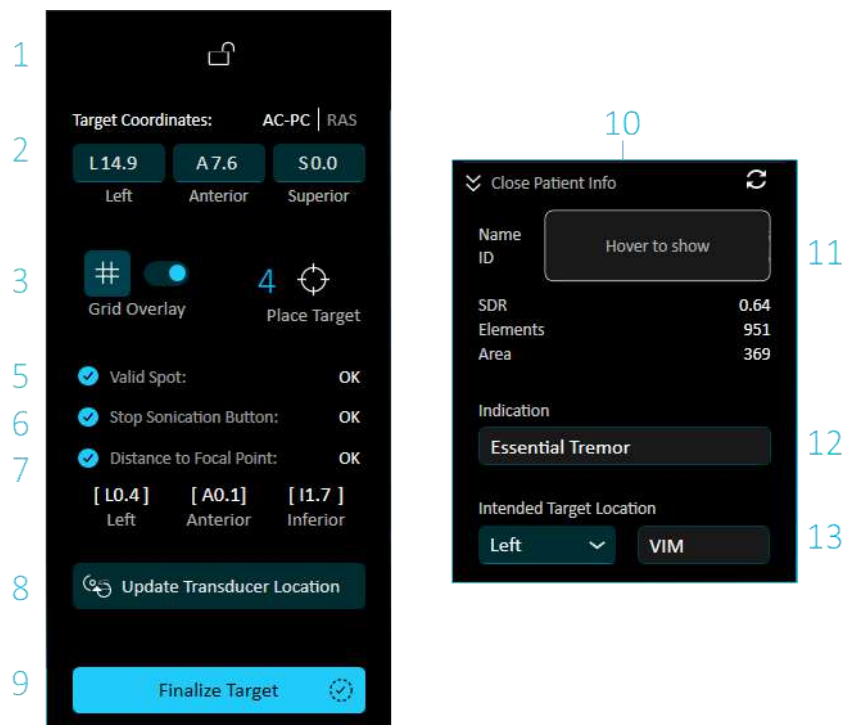 1
Target Coordinates: AC-PC | RAS
2
L14.9 A7.6 S0.0
Left Anterior Superior
3
4
Grid Overlay Place Target
5 Valid Spot: OK
6 Stop Sonication Button: OK
7 Distance to Focal Point: OK
[ L0.4 ] [ A0.1] [ I1.7 ]
Left Anterior Inferior
8 Update Transducer Location
9 Finalize Target
10
Close Patient Info
Name
ID
Hover to show
11
SDR 0.64
Elements 951
Area 369
Indication
Essential Tremor 12
Intended Target Location
Left VIM 13